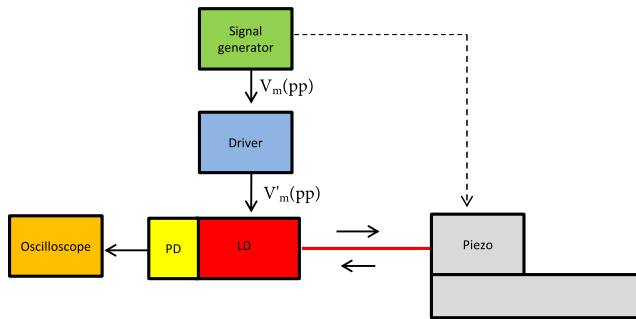 Signal
generator
Vₘ(pp)
Driver
V'ₘ(pp)
Oscilloscope
PD
LD
Piezo